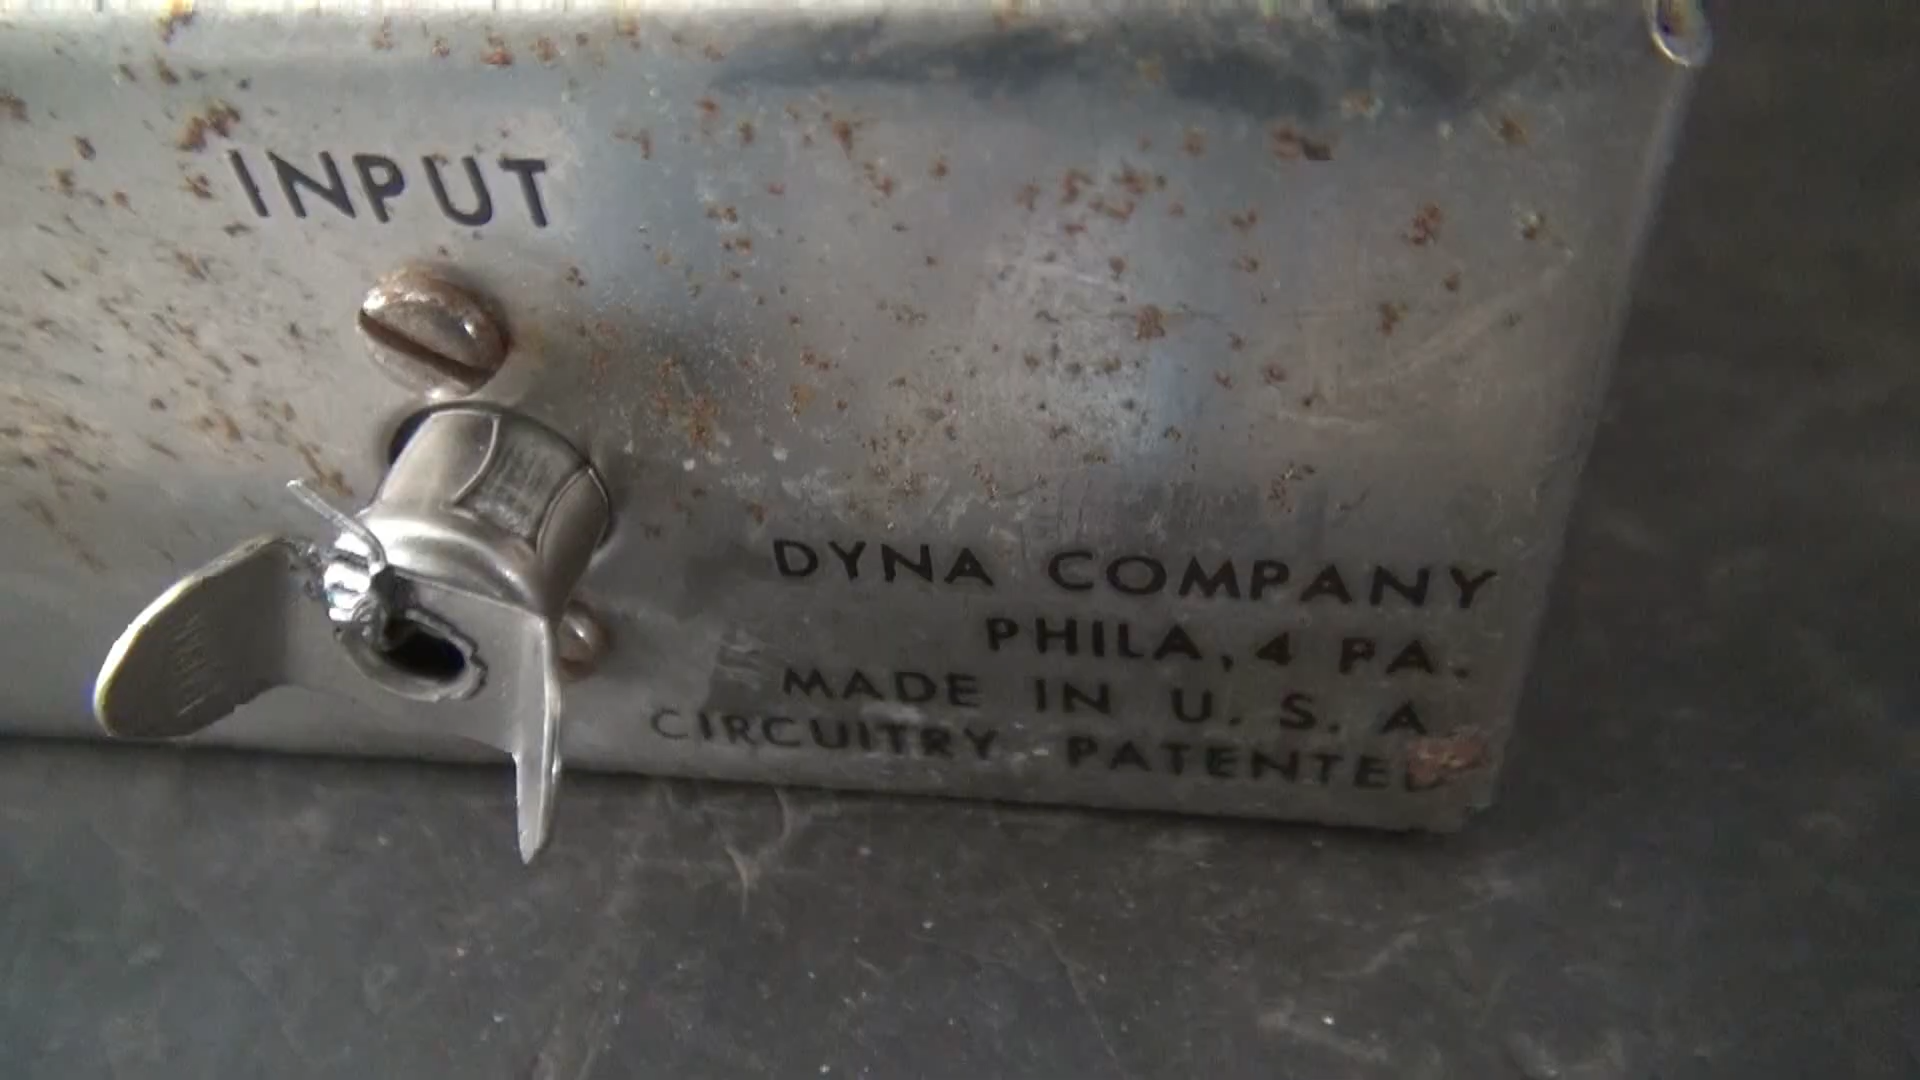 INPUT
DYNA COMPANY
PHILA, 4 PA.
MADE IN U. S. A
CIRCUITRY PATENTED